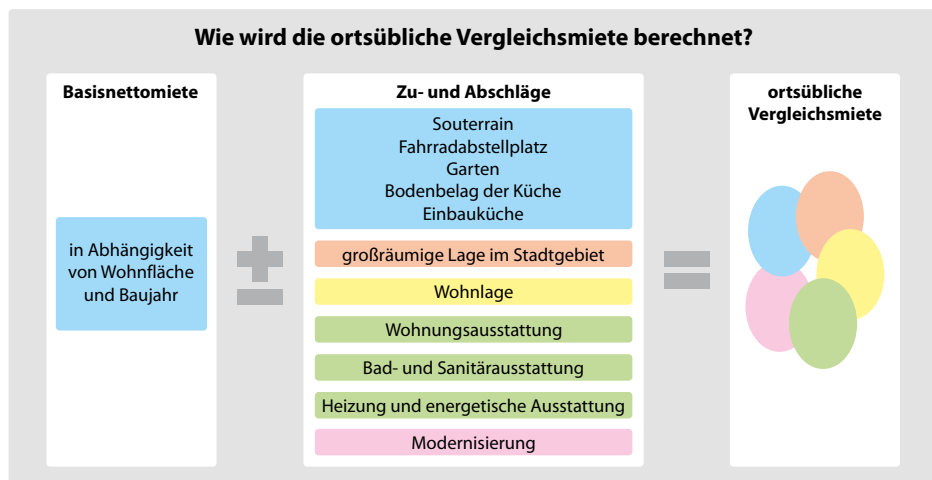 Wie wird die ortsübliche Vergleichsmiete berechnet?
Basisnettomiete
in Abhängigkeit
von Wohnfläche
und Baujahr
Zu- und Abschläge
Souterrain
Fahrradabstellplatz
Garten
Bodenbelag der Küche
Einbauküche
großräumige Lage im Stadtgebiet
Wohnlage
Wohnungsausstattung
Bad- und Sanitärausstattung
Heizung und energetische Ausstattung
Modernisierung
ortsübliche
Vergleichsmiete